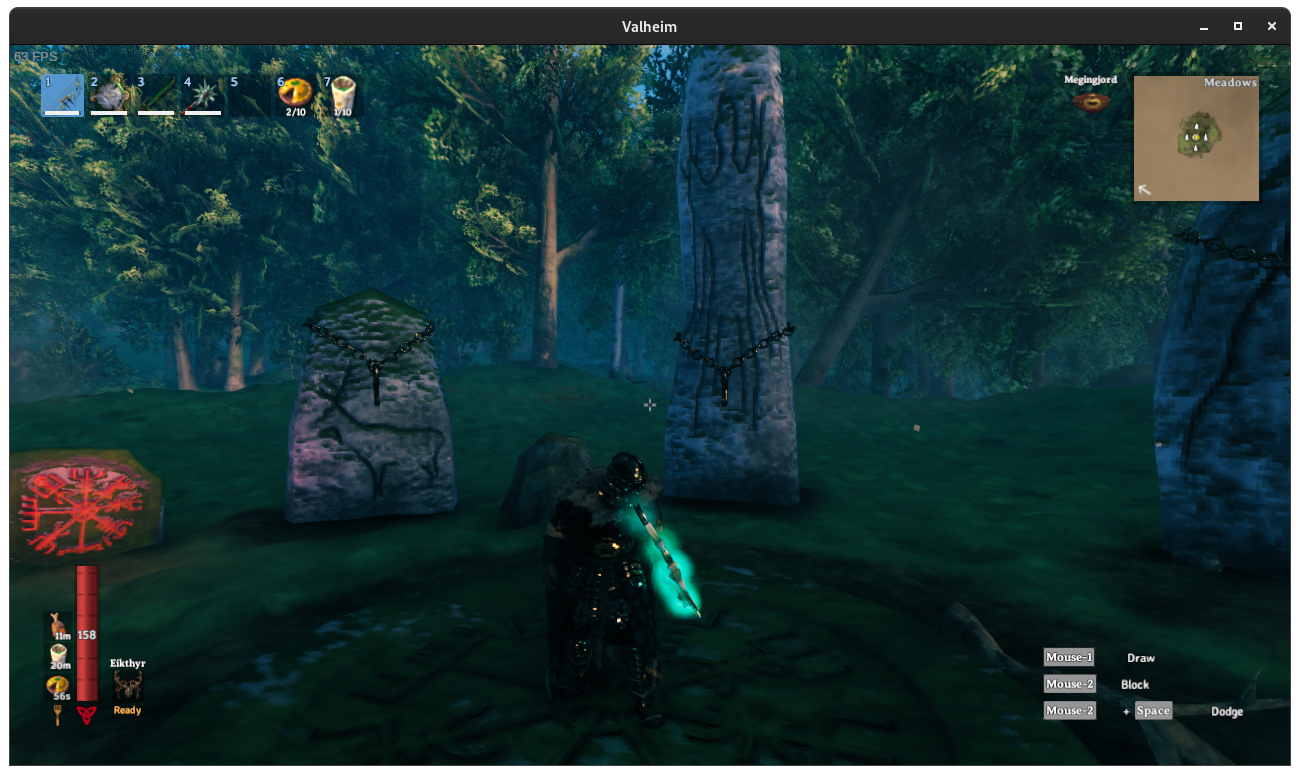 Valheim
63 FPS
1 2 3 4 5 6 7
2/10 1/10
Megingjord
Meadows
11m
158
20m
56s
Eikthyr
Ready
Mouse-1 Draw
Mouse-2 Block
Mouse-2 + Space Dodge